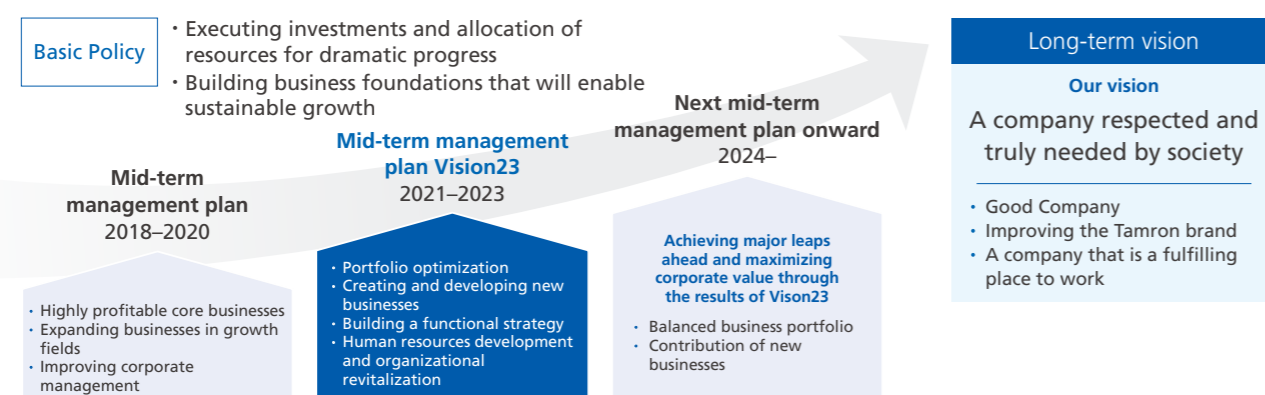 Basic Policy
・Executing investments and allocation of
resources for dramatic progress
・Building business foundations that will enable
sustainable growth
Mid-term
management plan
2018–2020
・Highly profitable core businesses
・Expanding businesses in growth
fields
・Improving corporate
management
Mid-term management
plan Vision23
2021–2023
・Portfolio optimization
・Creating and developing new
businesses
・Building a functional strategy
・Human resources development
and organizational
revitalization
Next mid-term
management plan onward
2024–
Achieving major leaps
ahead and maximizing
corporate value through
the results of Vison23
・Balanced business portfolio
・Contribution of new
businesses
Long-term vision
Our vision
A company respected and
truly needed by society
・Good Company
・Improving the Tamron brand
・A company that is a fulfilling
place to work